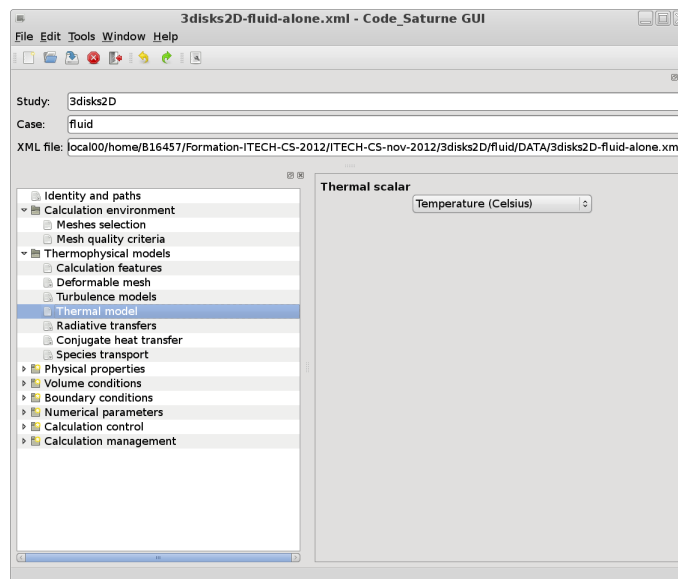 3disks2D-fluid-alone.xml - Code_Saturne GUI
File Edit Tools Window Help
Study: 3disks2D
Case: fluid
XML file: local00/home/B16457/Formation-ITECH-CS-2012/ITECH-CS-nov-2012/3disks2D/fluid/DATA/3disks2D-fluid-alone.xm
Identity and paths
Calculation environment
Meshes selection
Mesh quality criteria
Thermophysical models
Calculation features
Deformable mesh
Turbulence models
Thermal model
Radiative transfers
Conjugate heat transfer
Species transport
Physical properties
Volume conditions
Boundary conditions
Numerical parameters
Calculation control
Calculation management
Thermal scalar
Temperature (Celsius)